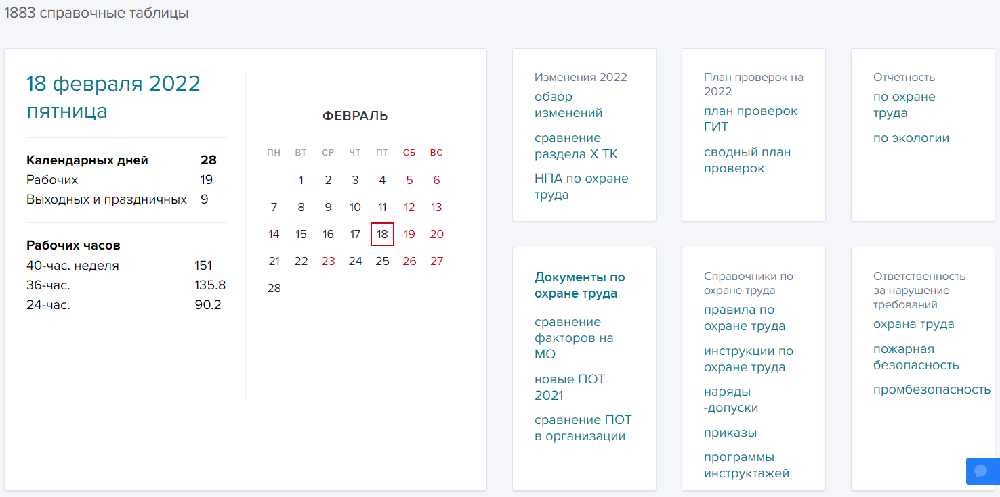 1883 справочные таблицы
18 февраля 2022
пятница
Календарных дней 28
Рабочих 19
Выходных и праздничных 9
Рабочих часов
40-час. неделя 151
36-час. 135.8
24-час. 90.2
ФЕВРАЛЬ
ПН ВТ СР ЧТ ПТ СБ ВС
1 2 3 4 5 6
7 8 9 10 11 12 13
14 15 16 17 18 19 20
21 22 23 24 25 26 27
28
Изменения 2022
обзор
изменений
сравнение
раздела X ТК
НПА по охране
труда
План проверок на
2022
план проверок
ГИТ
сводный план
проверок
Отчетность
по охране
труда
по экологии
Документы по
охране труда
сравнение
факторов на
МО
новые ПОТ
2021
сравнение ПОТ
в организации
Справочники по
охране труда
правила по
охране труда
инструкции по
охране труда
наряды
-допуски
приказы
программы
инструктажей
Ответственность
за нарушение
требований
охрана труда
пожарная
безопасность
промбезопасность